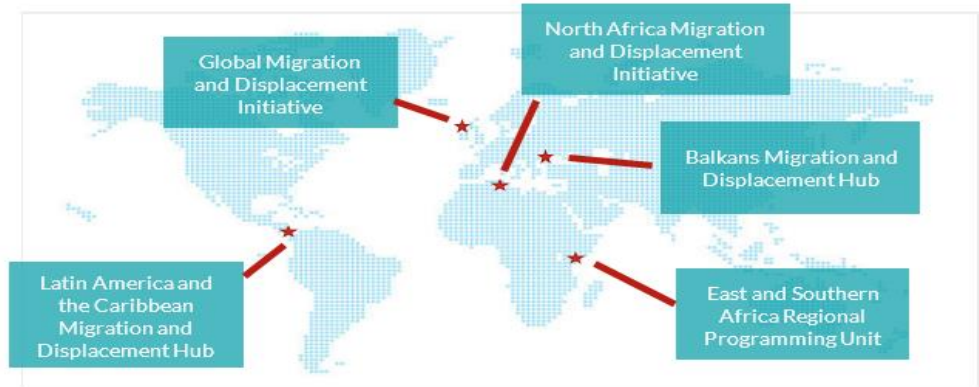 North Africa Migration
and Displacement
Initiative
Global Migration
and Displacement
Initiative
Balkans Migration and
Displacement Hub
Latin America and
the Caribbean
Migration and
Displacement Hub
East and Southern
Africa Regional
Programming Unit